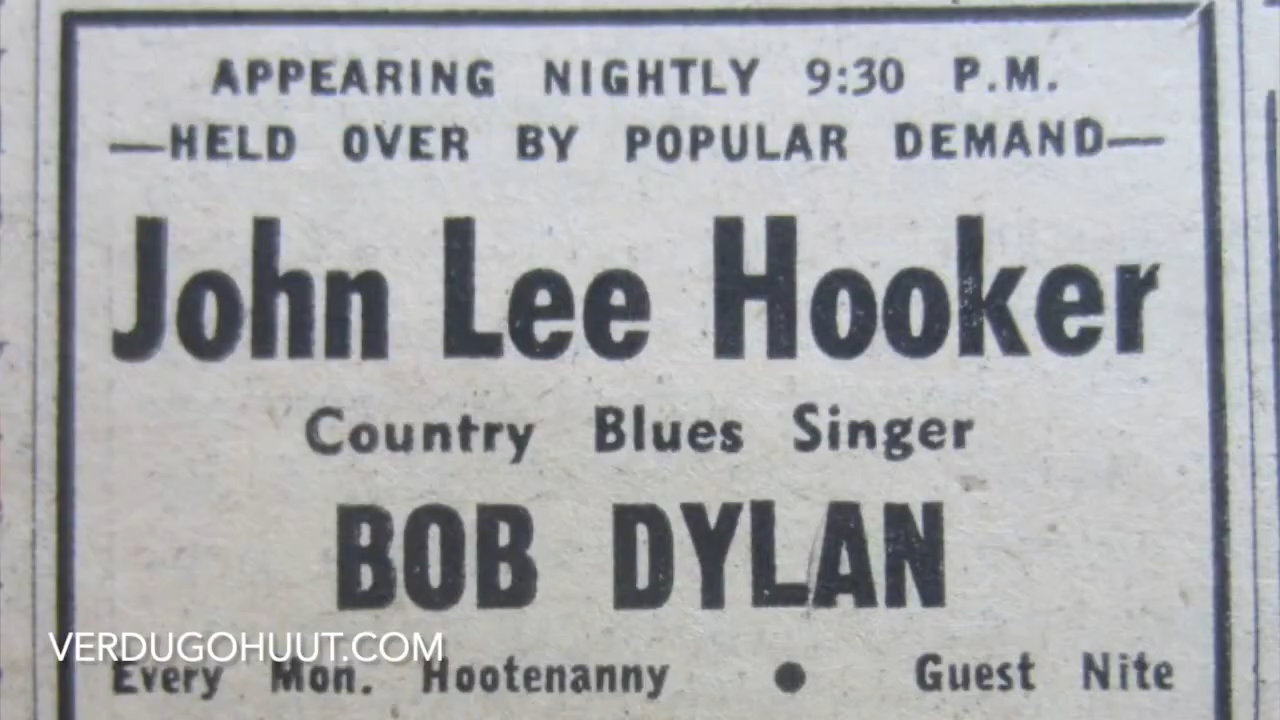 APPEARING NIGHTLY 9:30 P.M.
—HELD OVER BY POPULAR DEMAND—
John Lee Hooker
Country Blues Singer
BOB DYLAN
VERDUGOHUUT.COM
Every Mon. Hootenanny ● Guest Nite